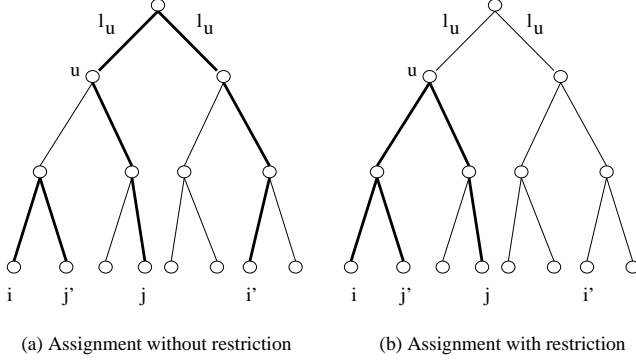 l_u l_u l_u l_u
u u
i j' j i' i j' j i'
(a) Assignment without restriction (b) Assignment with restriction